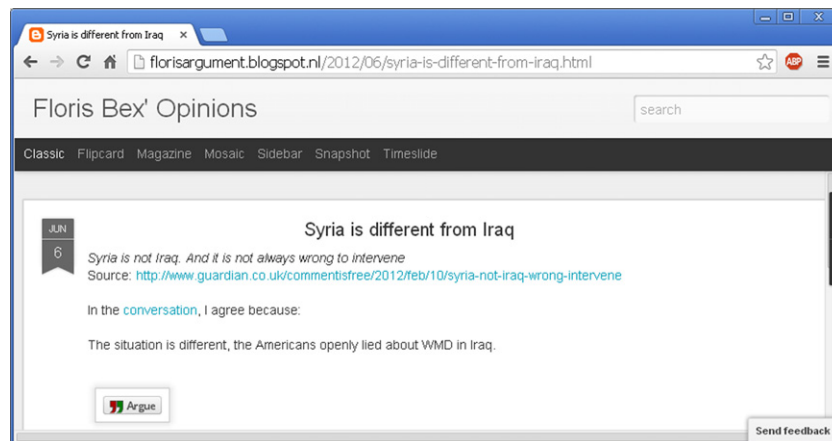 Syria is different from Iraq
florisargument.blogspot.nl/2012/06/syria-is-different-from-iraq.html
ABP
Floris Bex' Opinions
search
Classic Flipcard Magazine Mosaic Sidebar Snapshot Timeslide
JUN
6
Syria is different from Iraq
Syria is not Iraq. And it is not always wrong to intervene
Source: http://www.guardian.co.uk/commentisfree/2012/feb/10/syria-not-iraq-wrong-intervene
In the conversation, I agree because:
The situation is different, the Americans openly lied about WMD in Iraq.
Argue
Send feedback